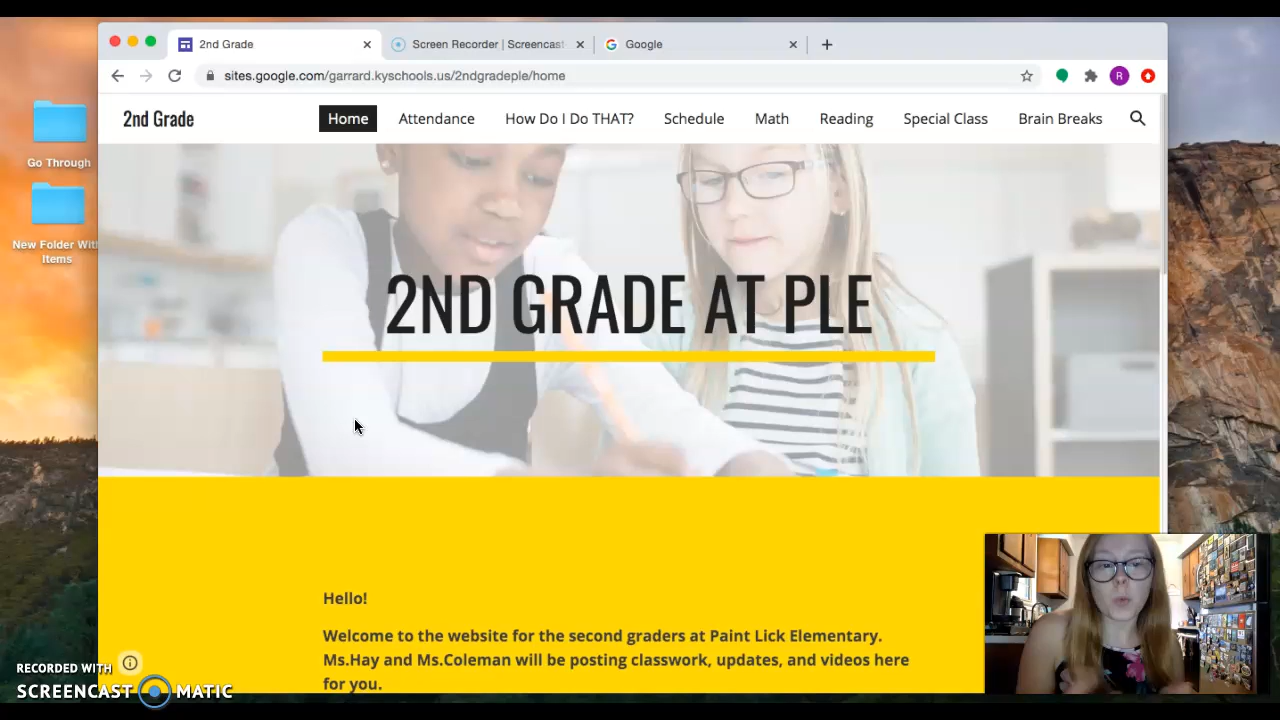 2nd Grade
Screen Recorder | Screencast
Google
sites.google.com/garrard.kyschools.us/2ndgradeple/home
R
2nd Grade
Home
Attendance
How Do I Do THAT?
Schedule
Math
Reading
Special Class
Brain Breaks
Go Through
New Folder With
Items
2ND GRADE AT PLE
Hello!
Welcome to the website for the second graders at Paint Lick Elementary.
Ms.Hay and Ms.Coleman will be posting classwork, updates, and videos here
for you.
RECORDED WITH
SCREENCAST MATIC